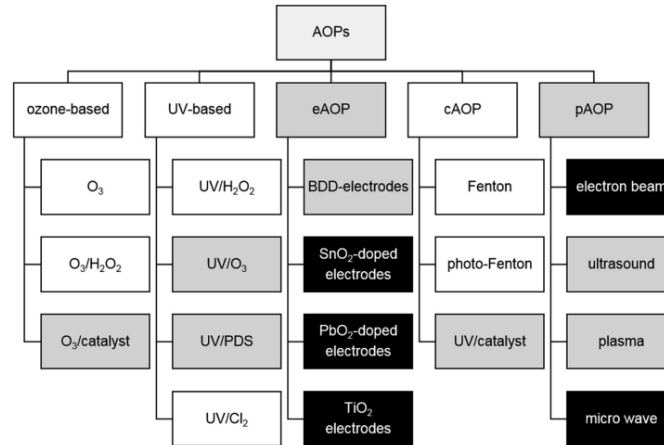 AOPs
ozone-based
UV-based
eAOP
cAOP
pAOP
O₃
UV/H₂O₂
BDD-electrodes
Fenton
electron beam
O₃/H₂O₂
UV/O₃
SnO₂-doped
electrodes
photo-Fenton
ultrasound
O₃/catalyst
UV/PDS
PbO₂-doped
electrodes
UV/catalyst
plasma
UV/Cl₂
TiO₂
electrodes
micro wave